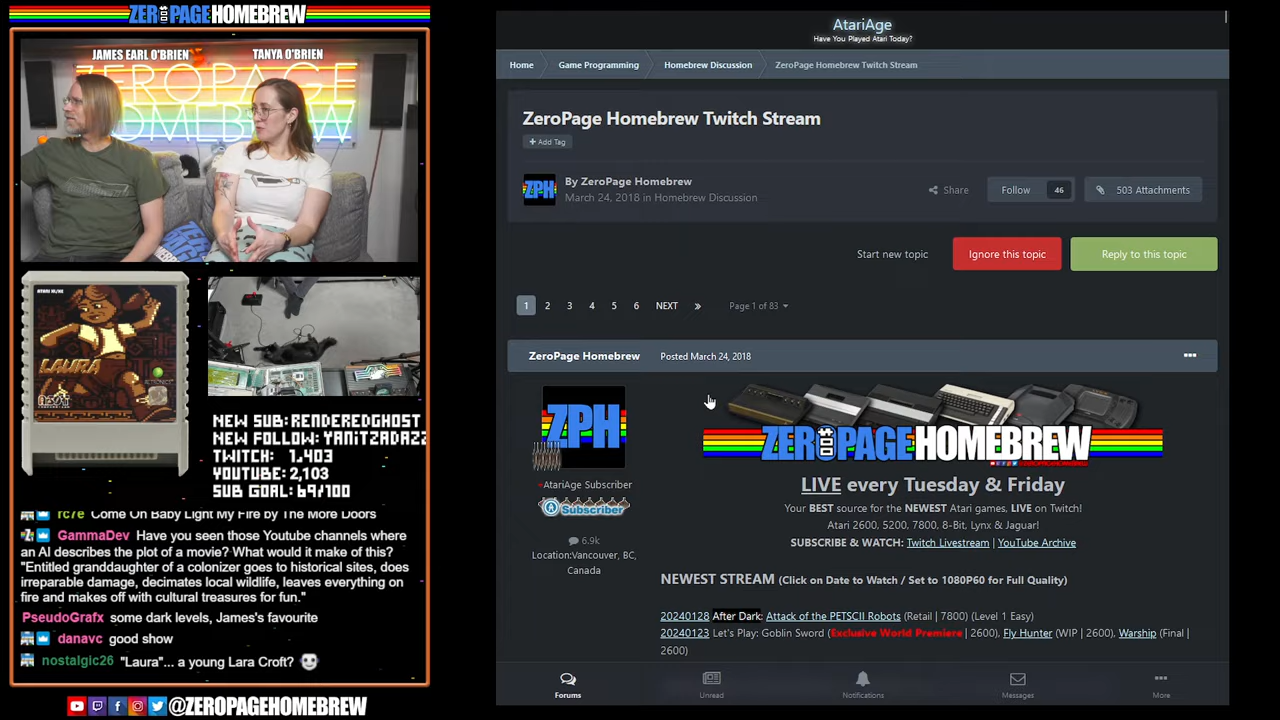 ZEROPAGE HOMEBREW
JAMES EARL O'BRIEN
TANYA O'BRIEN
ZEROPAGE
HOMEBREW
ATARI XL/XE
LAURA
NEW SUB: RENDEREDGHOST
NEW FOLLOW: YANITZADAZZ
TWITCH: 1,403
YOUTUBE: 2,103
SUB GOAL: 69/100
rc7e Come On Baby Light My Fire by The More Doors
GammaDev Have you seen those Youtube channels where
an AI describes the plot of a movie? What would it make of this?
"Entitled granddaughter of a colonizer goes to historical sites, does
irreparable damage, decimates local wildlife, leaves everything on
fire and makes off with cultural treasures for fun."
PseudoGrafx some dark levels, James's favourite
danavc good show
nostalgic26 "Laura"... a young Lara Croft?
@ZEROPAGEHOMEBREW
AtariAge
Have You Played Atari Today?
Home
Game Programming
Homebrew Discussion
ZeroPage Homebrew Twitch Stream
ZeroPage Homebrew Twitch Stream
+ Add Tag
ZPH
By ZeroPage Homebrew
March 24, 2018 in Homebrew Discussion
Share
Follow 46
503 Attachments
Start new topic
Ignore this topic
Reply to this topic
1 2 3 4 5 6 NEXT » Page 1 of 83
ZeroPage Homebrew Posted March 24, 2018
ZPH
AtariAge Subscriber
Subscriber
6.9k
Location:Vancouver, BC,
Canada
ZEROPAGE HOMEBREW
LIVE every Tuesday & Friday
Your BEST source for the NEWEST Atari games, LIVE on Twitch!
Atari 2600, 5200, 7800, 8-Bit, Lynx & Jaguar!
SUBSCRIBE & WATCH: Twitch Livestream | YouTube Archive
NEWEST STREAM (Click on Date to Watch / Set to 1080P60 for Full Quality)
20240128 After Dark: Attack of the PETSCII Robots (Retail | 7800) (Level 1 Easy)
20240123 Let's Play: Goblin Sword (Exclusive World Premiere | 2600), Fly Hunter (WIP | 2600), Warship (Final |
2600)
Forums
Unread
Notifications
Messages
More